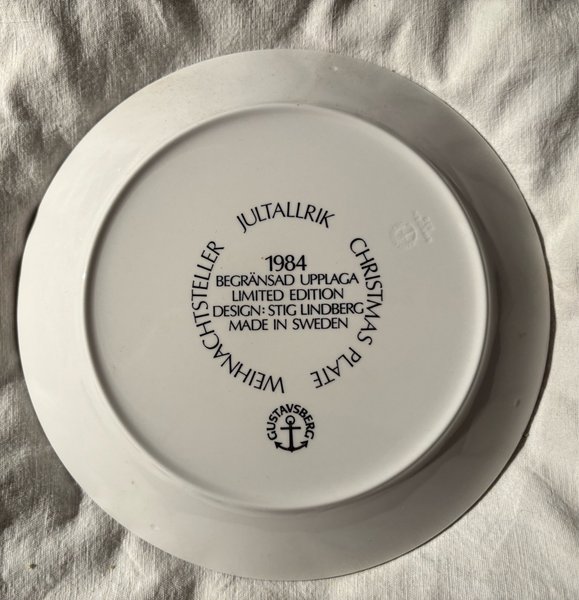 JULTALLRIK
CHRISTMAS PLATE
WEIHNACHTSTELLER
1984
BEGRÄNSAD UPPLAGA
LIMITED EDITION
DESIGN: STIG LINDBERG
MADE IN SWEDEN
GUSTAVSBERG